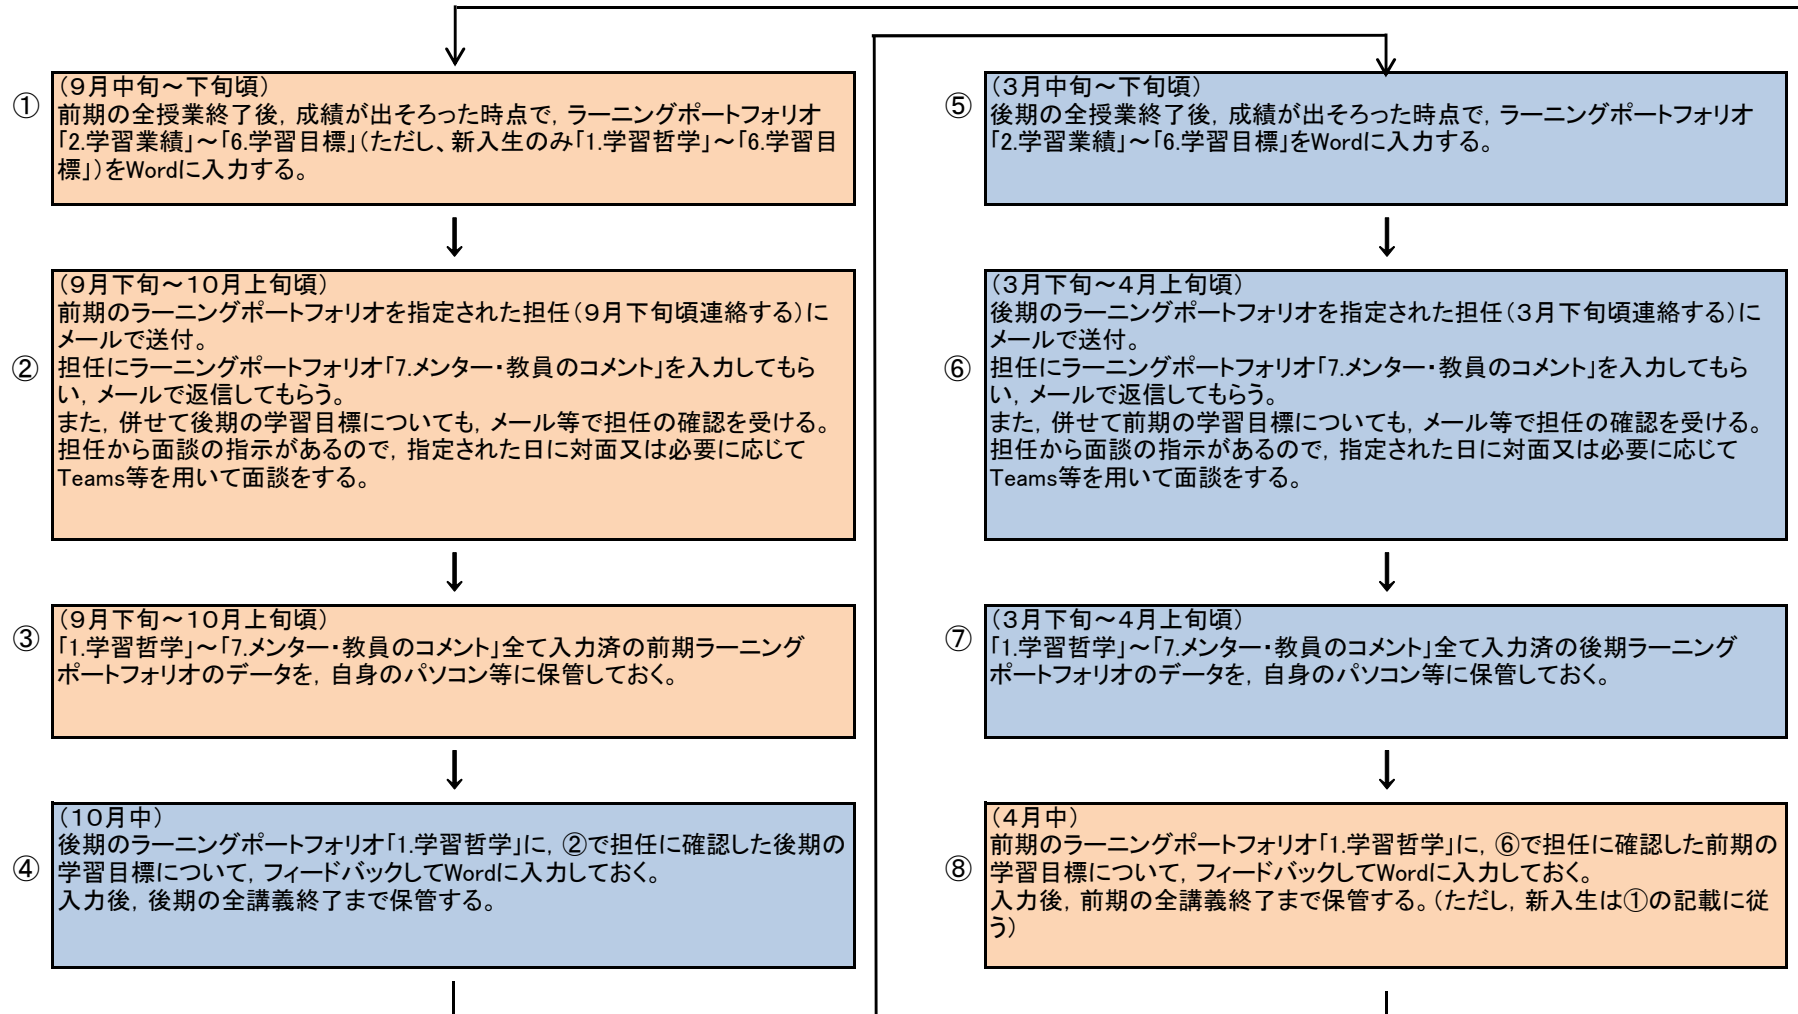 ①
（９月中旬～下旬頃）
前期の全授業終了後，成績が出そろった時点で，ラーニングポートフォリオ
「2.学習業績」～「6.学習目標」（ただし、新入生のみ「1.学習哲学」～「6.学習目
標」）をWordに入力する。
②
（９月下旬～１０月上旬頃）
前期のラーニングポートフォリオを指定された担任（９月下旬頃連絡する）に
メールで送付。
担任にラーニングポートフォリオ「7.メンター・教員のコメント」を入力してもら
い，メールで返信してもらう。
また，併せて後期の学習目標についても，メール等で担任の確認を受ける。
担任から面談の指示があるので，指定された日に対面又は必要に応じて
Teams等を用いて面談をする。
③
（９月下旬～１０月上旬頃）
「1.学習哲学」～「7.メンター・教員のコメント」全て入力済の前期ラーニング
ポートフォリオのデータを，自身のパソコン等に保管しておく。
④
（１０月中）
後期のラーニングポートフォリオ「1.学習哲学」に，②で担任に確認した後期の
学習目標について，フィードバックしてWordに入力しておく。
入力後，後期の全講義終了まで保管する。
⑤
（３月中旬～下旬頃）
後期の全授業終了後，成績が出そろった時点で，ラーニングポートフォリオ
「2.学習業績」～「6.学習目標」をWordに入力する。
⑥
（３月下旬～４月上旬頃）
後期のラーニングポートフォリオを指定された担任（３月下旬頃連絡する）に
メールで送付。
担任にラーニングポートフォリオ「7.メンター・教員のコメント」を入力してもら
い，メールで返信してもらう。
また，併せて前期の学習目標についても，メール等で担任の確認を受ける。
担任から面談の指示があるので，指定された日に対面又は必要に応じて
Teams等を用いて面談をする。
⑦
（３月下旬～４月上旬頃）
「1.学習哲学」～「7.メンター・教員のコメント」全て入力済の後期ラーニング
ポートフォリオのデータを，自身のパソコン等に保管しておく。
⑧
（４月中）
前期のラーニングポートフォリオ「1.学習哲学」に，⑥で担任に確認した前期の
学習目標について，フィードバックしてWordに入力しておく。
入力後，前期の全講義終了まで保管する。（ただし，新入生は①の記載に従
う）